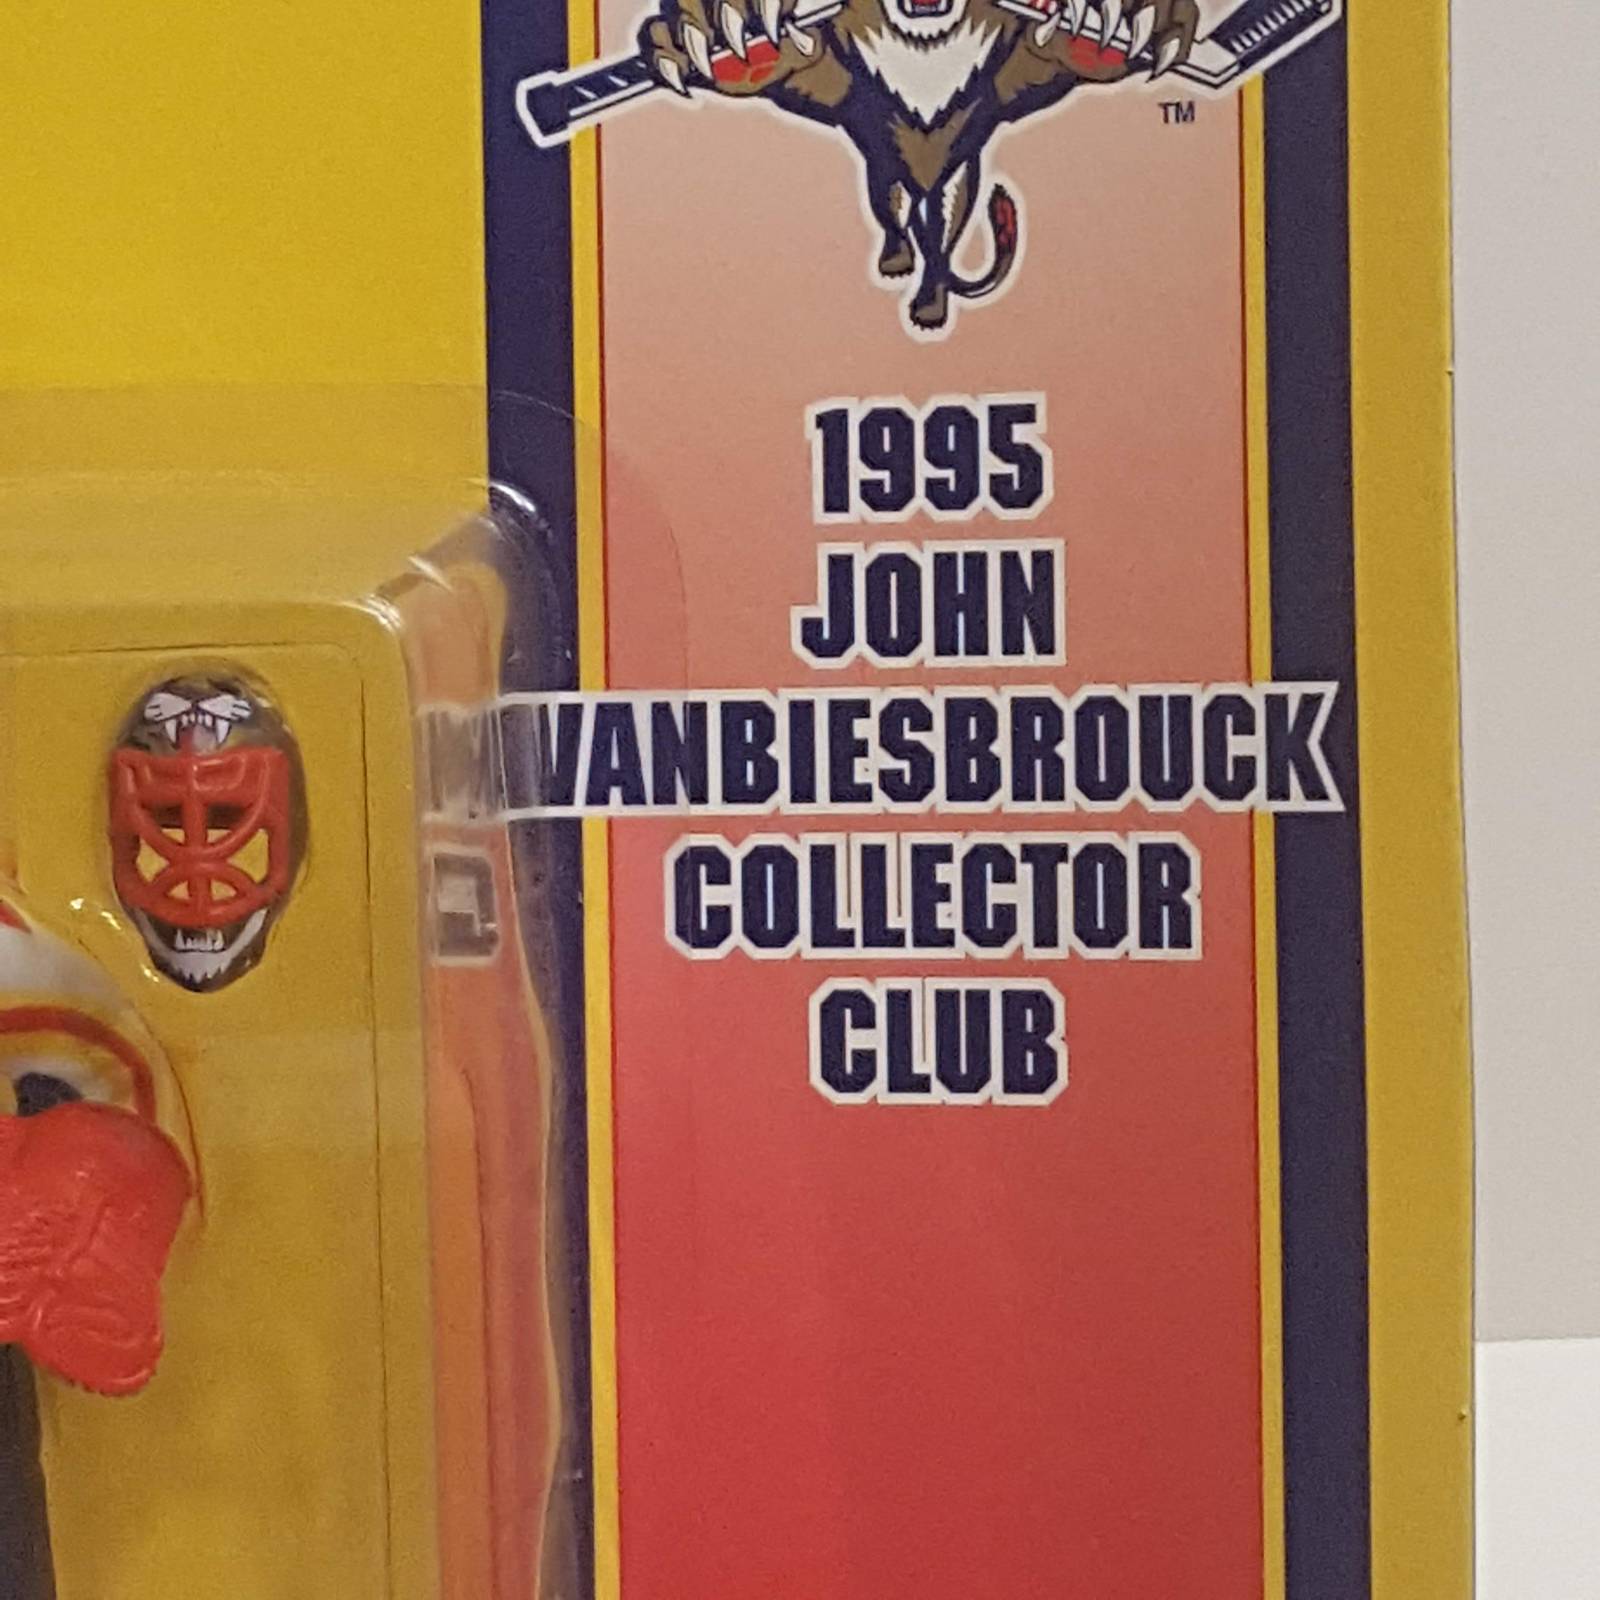 TM
1995
JOHN
VANBIESBROUCK
COLLECTOR
CLUB